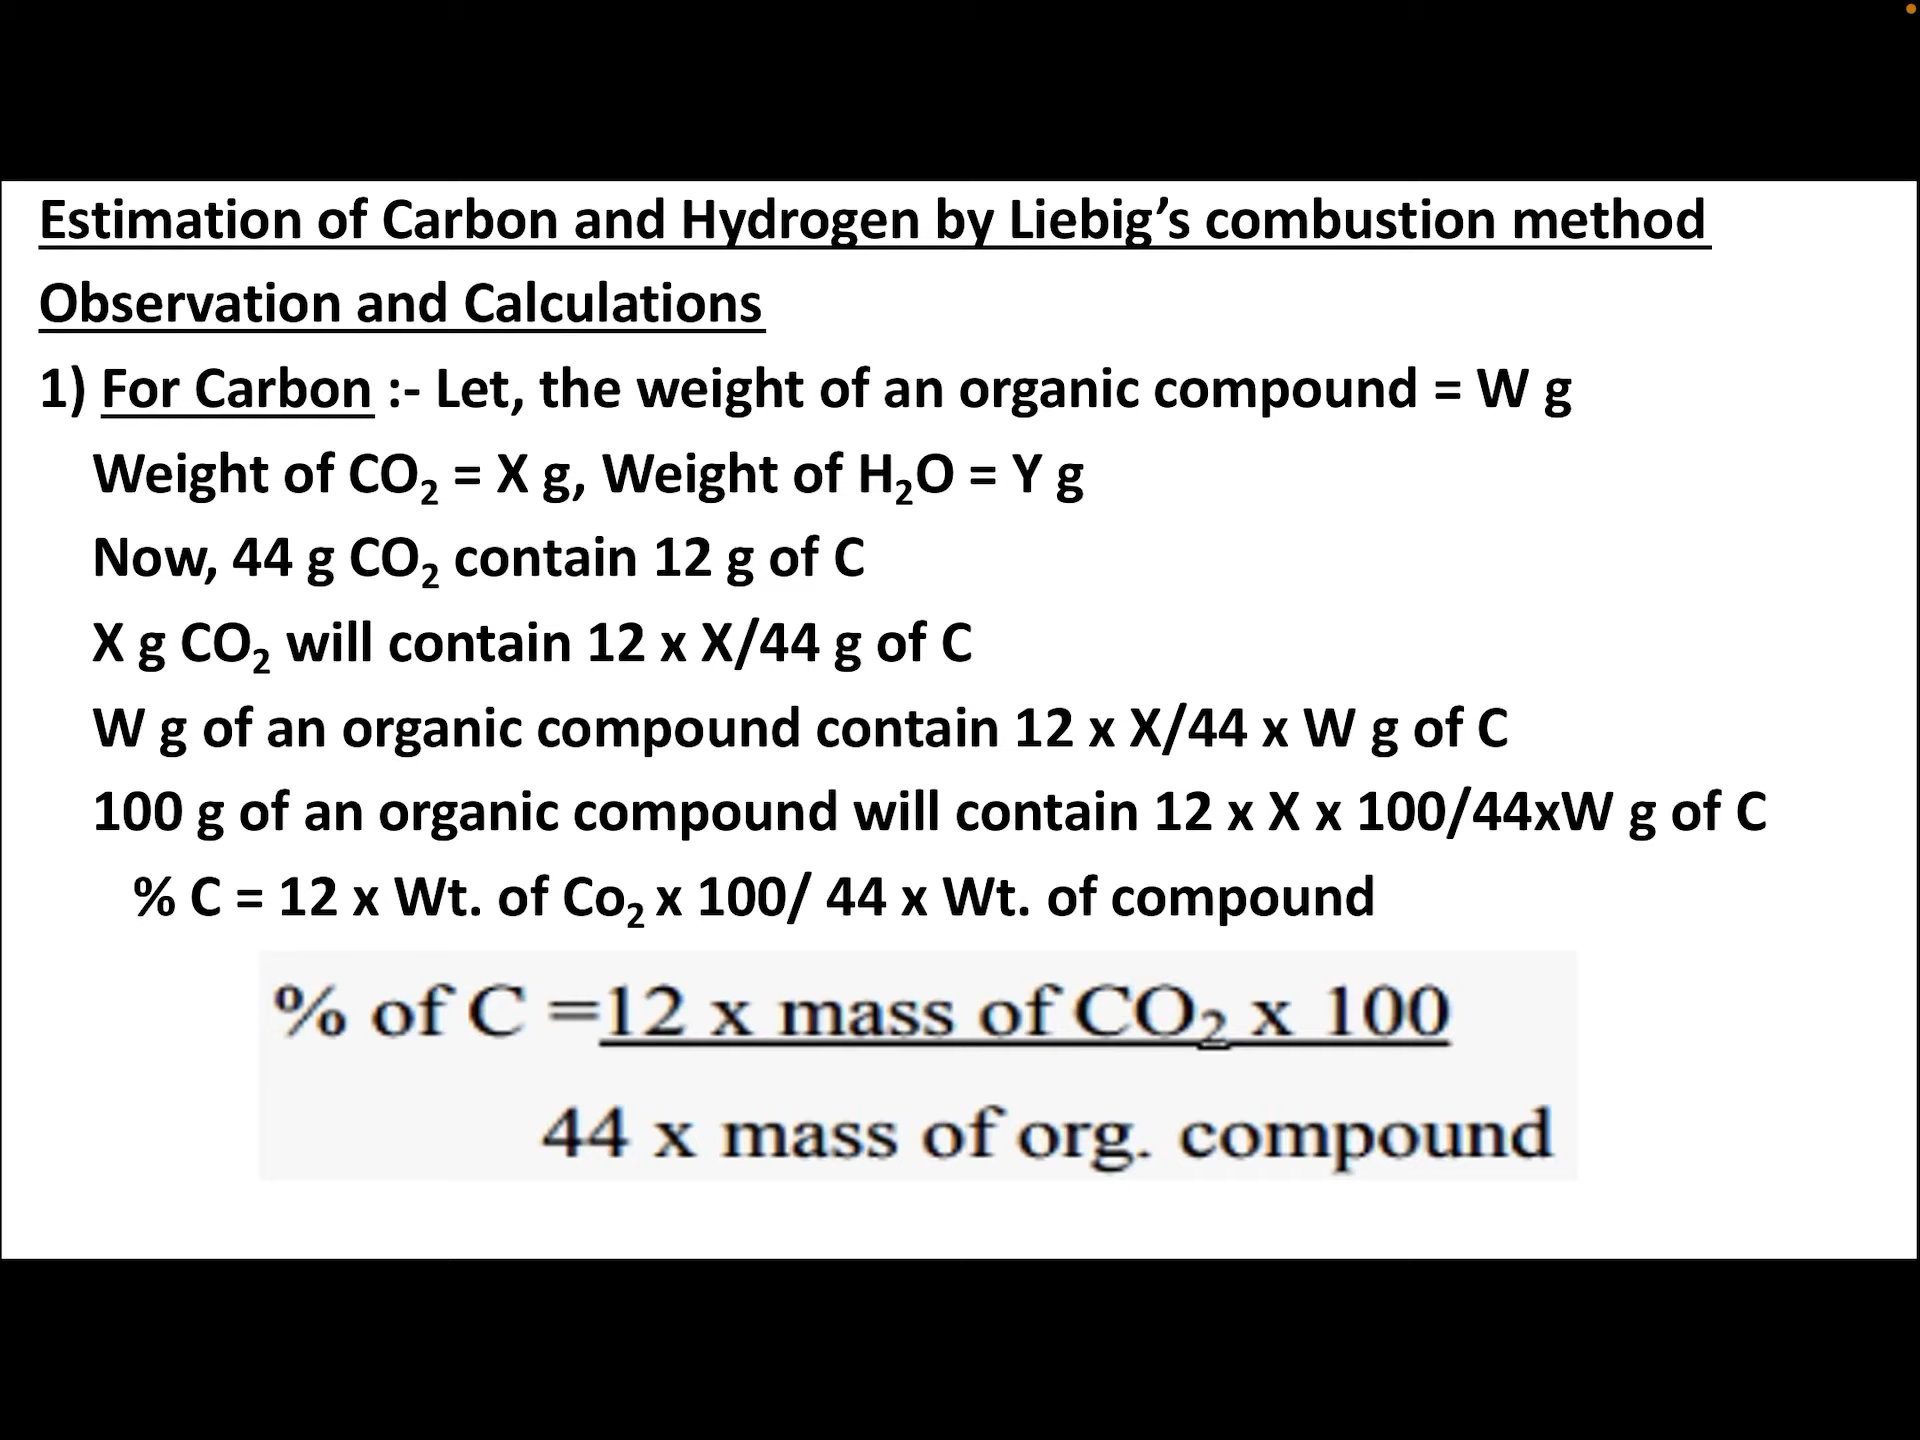 Estimation of Carbon and Hydrogen by Liebig’s combustion method
Observation and Calculations
1) For Carbon :- Let, the weight of an organic compound = W g
Weight of CO₂ = X g, Weight of H₂O = Y g
Now, 44 g CO₂ contain 12 g of C
X g CO₂ will contain 12 x X/44 g of C
W g of an organic compound contain 12 x X/44 x W g of C
100 g of an organic compound will contain 12 x X x 100/44xW g of C
% C = 12 x Wt. of Co₂ x 100/ 44 x Wt. of compound
% of C =12 x mass of CO₂ x 100
44 x mass of org. compound